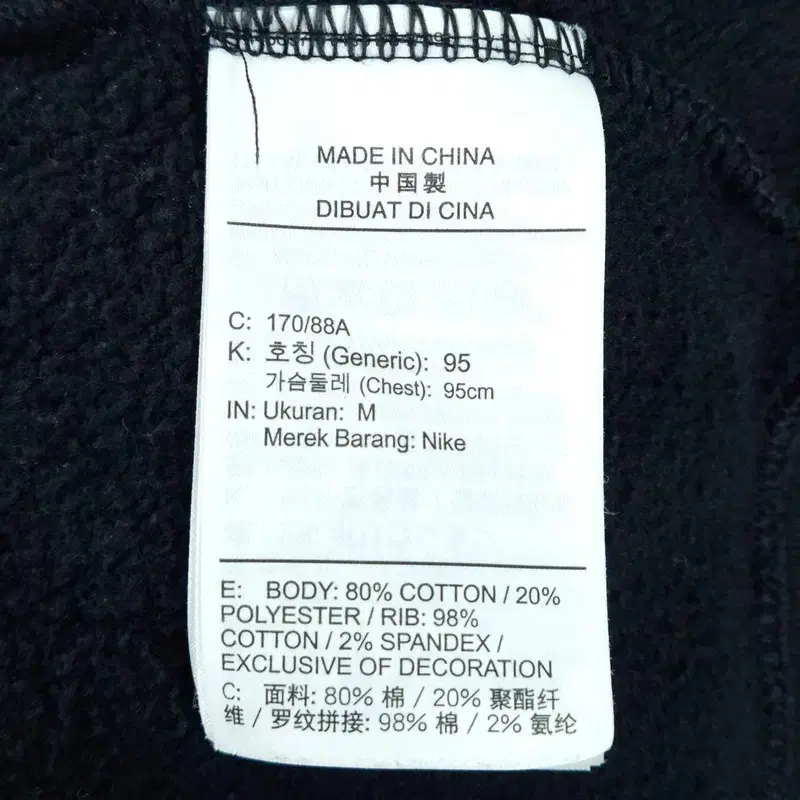 MADE IN CHINA
中国製
DIBUAT DI CINA
C: 170/88A
K: 호칭 (Generic): 95
가슴둘레 (Chest): 95cm
IN: Ukuran: M
Merek Barang: Nike
E: BODY: 80% COTTON / 20%
POLYESTER / RIB: 98%
COTTON / 2% SPANDEX /
EXCLUSIVE OF DECORATION
C: 面料: 80% 棉 / 20% 聚酯纤
维 / 罗纹拼接: 98% 棉 / 2% 氨纶